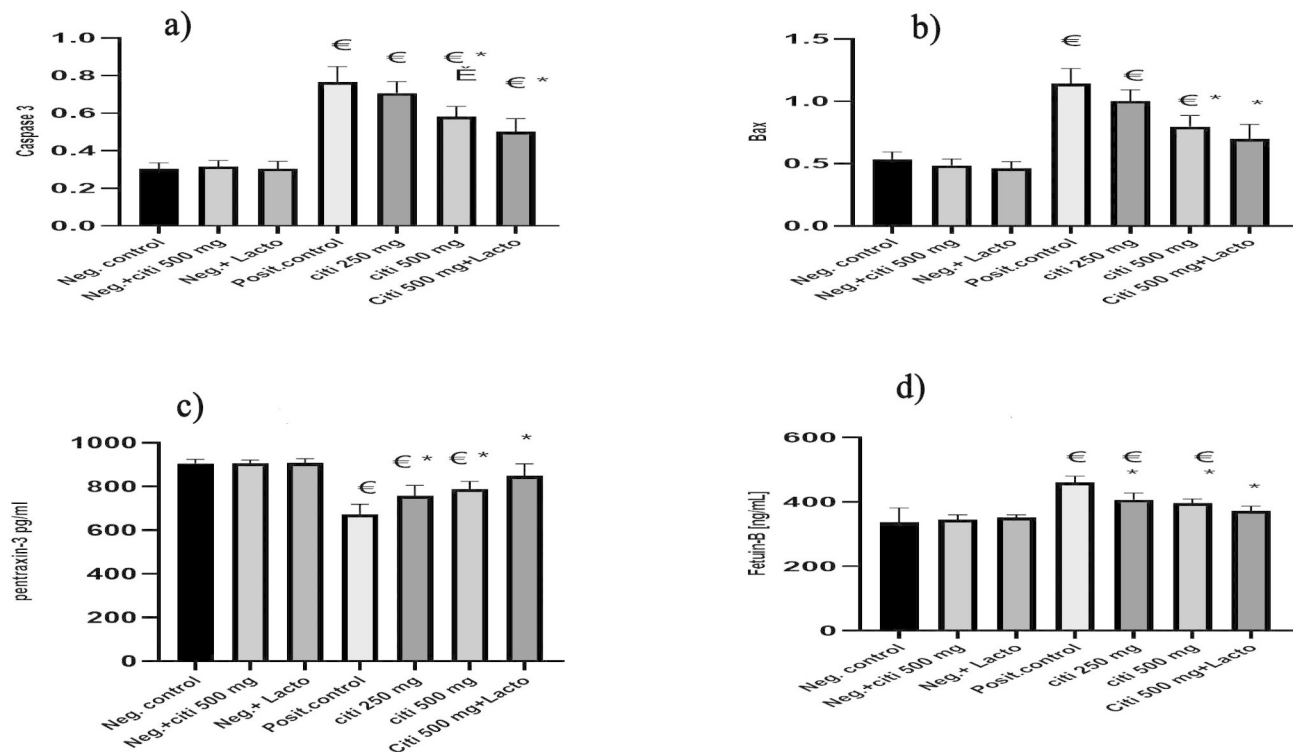 a)
Caspase 3
1.0
0.8
0.6
0.4
0.2
0.0
€
€
€ *
Ě
€ *
Neg. control
Neg.+citi 500 mg
Neg.+ Lacto
Posit.control
citi 250 mg
citi 500 mg
Citi 500 mg+Lacto
b)
Bax
1.5
1.0
0.5
0.0
€
€
€ *
*
Neg. control
Neg.+citi 500 mg
Neg.+ Lacto
Posit.control
citi 250 mg
citi 500 mg
Citi 500 mg+Lacto
c)
pentraxin-3 pg/ml
1000
800
600
400
200
0
€
€ *
€ *
*
Neg. control
Neg.+citi 500 mg
Neg.+ Lacto
Posit.control
citi 250 mg
citi 500 mg
Citi 500 mg+Lacto
d)
Fetuin-B [ng/mL]
600
400
200
0
€
€
*
€
*
*
Neg. control
Neg.+citi 500 mg
Neg.+ Lacto
Posit.control
citi 250 mg
citi 500 mg
Citi 500 mg+Lacto